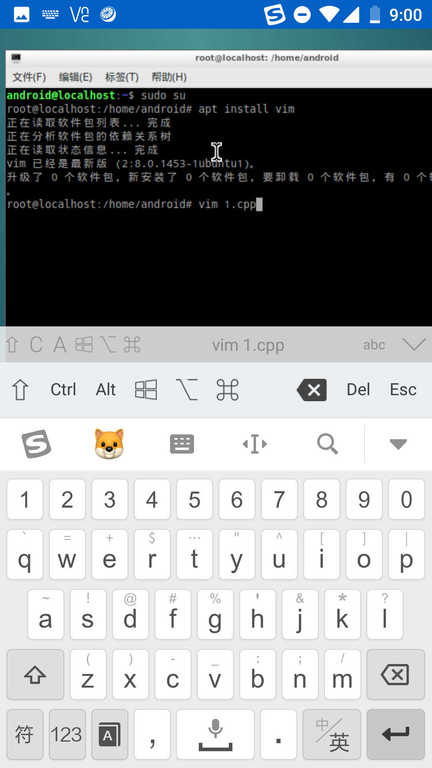 9:00
root@localhost: /home/android
文件(F) 编辑(E) 标签(T) 帮助(H)
android@localhost:~$ sudo su
root@localhost:/home/android# apt install vim
正在读取软件包列表... 完成
正在分析软件包的依赖关系树
正在读取状态信息... 完成
vim 已经是最新版 (2:8.0.1453-1ubuntu1)。
升级了 0 个软件包，新安装了 0 个软件包，要卸载 0 个软件包，有 0 个
。
root@localhost:/home/android# vim 1.cpp
C A vim 1.cpp abc
Ctrl Alt Del Esc
1 2 3 4 5 6 7 8 9 0
` = + $ ... " ^ [ ] |
q w e r t y u i o p
~ ! @ # % ' & * ?
a s d f g h j k l
( ) - _ : ; /
z x c v b n m
符 123 A , . 中/英